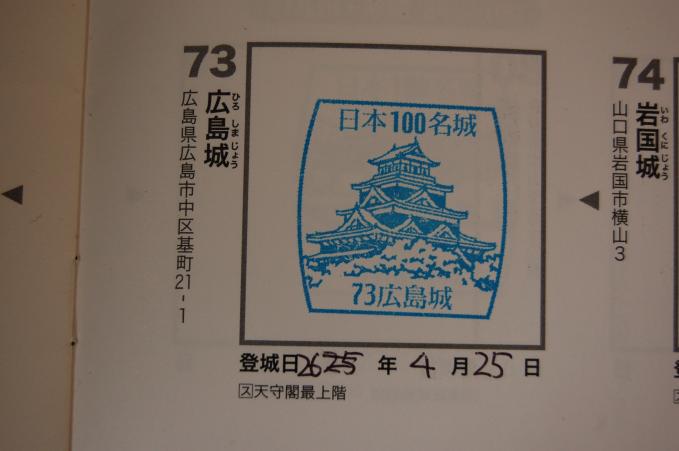 73
広島城
ひろしまじょう
広島県広島市中区基町21-1
日本100名城
73広島城
登城日 年 4 月 25 日
ス天守閣最上階
74
岩国城
いわくにじょう
山口県岩国市横山3